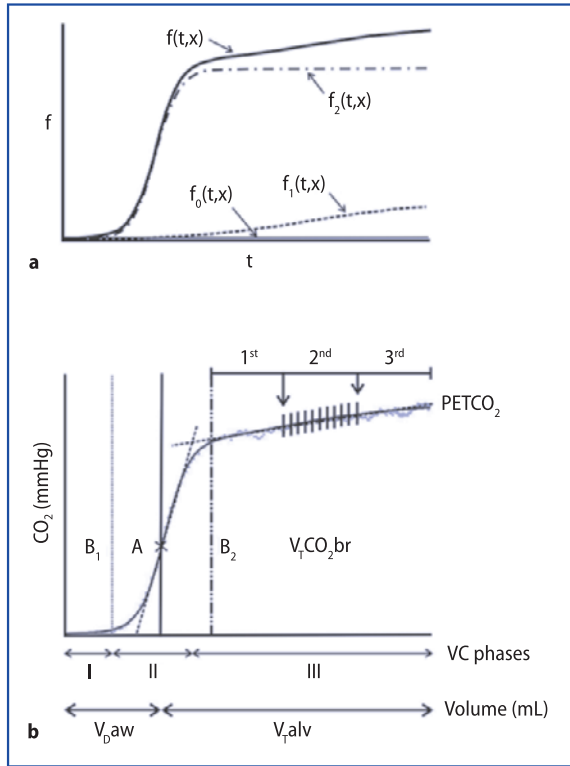 f(t,x)
f₂(t,x)
f
f₀(t,x)
f₁(t,x)
a
t
1ˢᵗ
2ⁿᵈ
3ʳᵈ
PETCO₂
CO₂ (mmHg)
B₁
A
B₂
VₜCO₂br
VC phases
I
II
III
Volume (mL)
b
V_Daw
Vₜalv